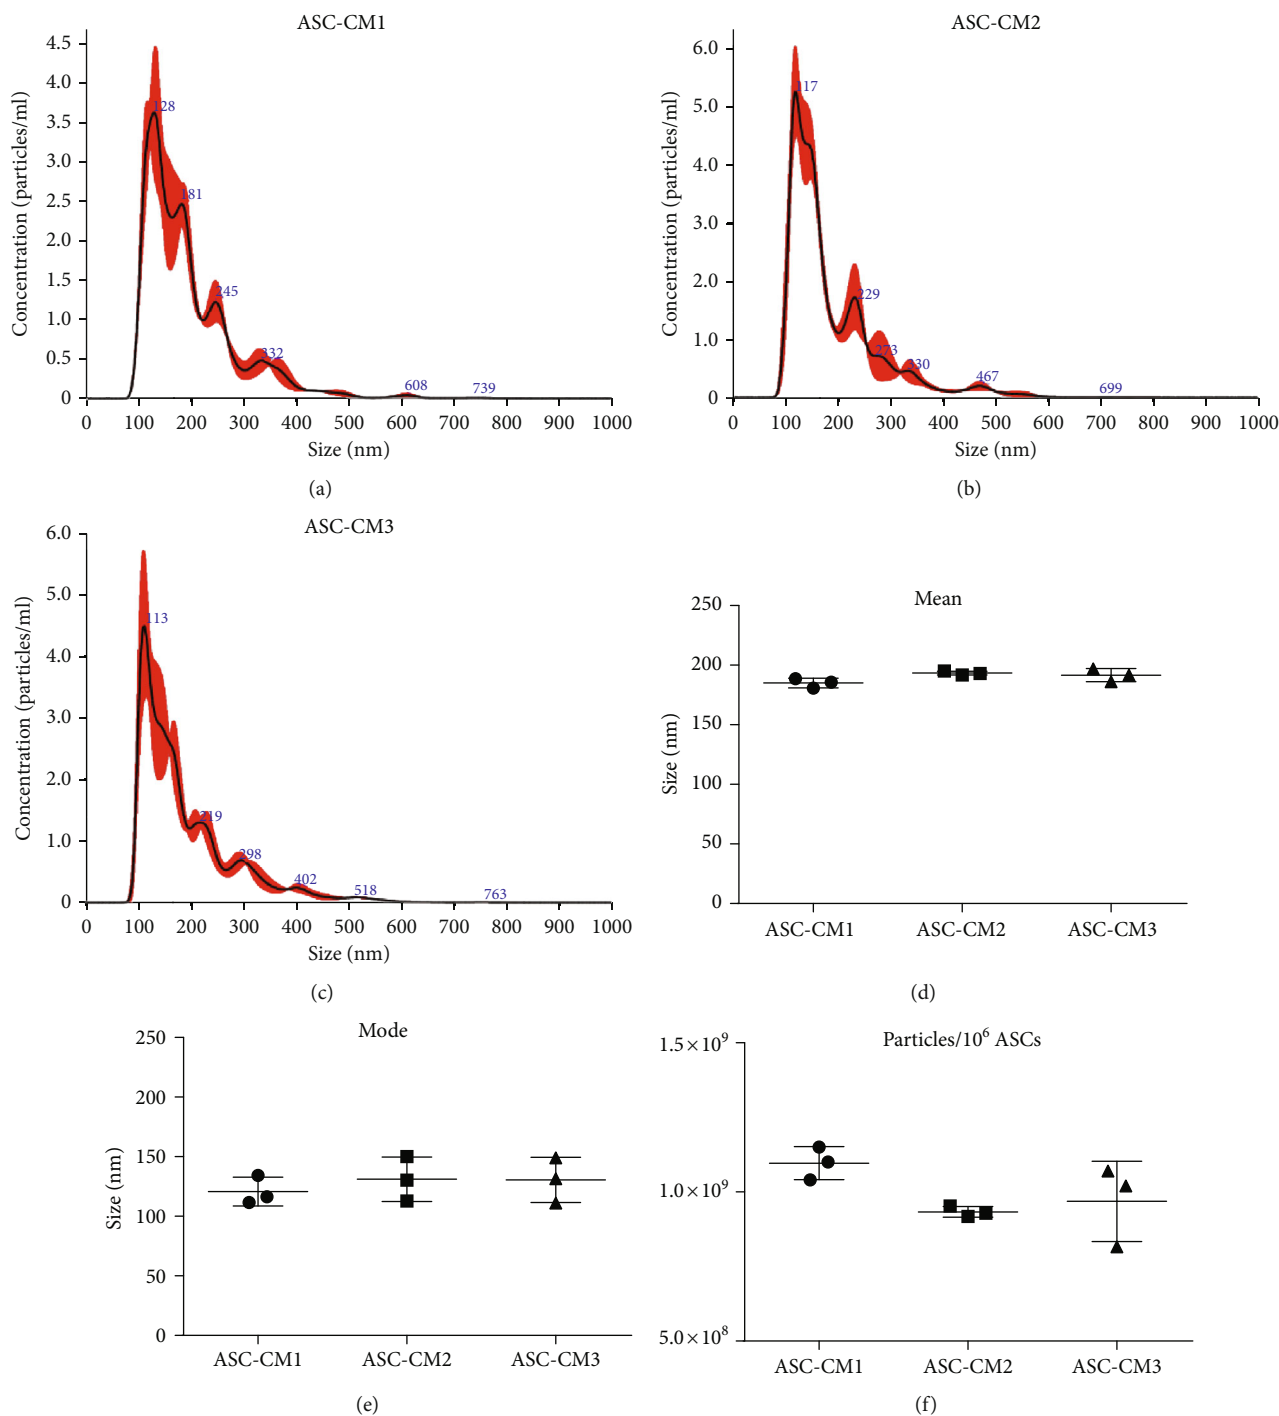 ASC-CM1
Concentration (particles/ml)
4.5
4.0
3.5
3.0
2.5
2.0
1.5
1.0
0.5
0
128
181
245
332
608
739
0 100 200 300 400 500 600 700 800 900 1000
Size (nm)
(a)
ASC-CM2
Concentration (particles/ml)
6.0
5.0
4.0
3.0
2.0
1.0
0
117
229
273
330
467
699
0 100 200 300 400 500 600 700 800 900 1000
Size (nm)
(b)
ASC-CM3
Concentration (particles/ml)
6.0
5.0
4.0
3.0
2.0
1.0
0
113
219
298
402
518
763
0 100 200 300 400 500 600 700 800 900 1000
Size (nm)
(c)
Mean
Size (nm)
250
200
150
100
50
0
ASC-CM1 ASC-CM2 ASC-CM3
(d)
Mode
Size (nm)
250
200
150
100
50
0
ASC-CM1 ASC-CM2 ASC-CM3
(e)
Particles/10⁶ ASCs
1.5×10⁹
1.0×10⁹
5.0×10⁸
ASC-CM1 ASC-CM2 ASC-CM3
(f)